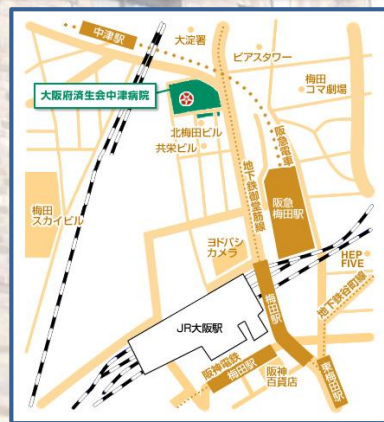 中津駅
大淀署
ピアスタワー
大阪府済生会中津病院
梅田
コマ劇場
北梅田ビル
共栄ビル
阪急電車
地下鉄御堂筋線
梅田
スカイビル
阪急
梅田駅
ヨドバシ
カメラ
HEP
FIVE
梅田駅
地下鉄谷町線
JR大阪駅
阪神電鉄
梅田駅
阪神
百貨店
東梅田駅